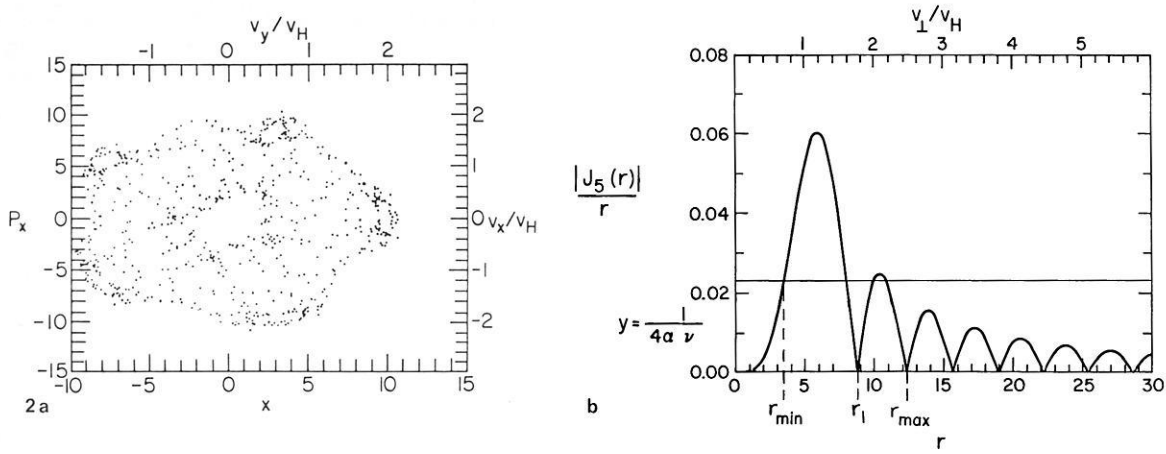 v_y/v_H
-1 0 1 2
15
10
5
P_x 0
-5
-10
-15
2
1
0 v_x/v_H
-1
-2
-10 -5 0 5 10 15
2a x
v_⊥/v_H
1 2 3 4 5
0.08
0.06
|J_5(r)|
r
0.04
0.02
y = 1/(4α ν)
0.00
0 5 10 15 20 25 30
b r_min r_1 r_max
r